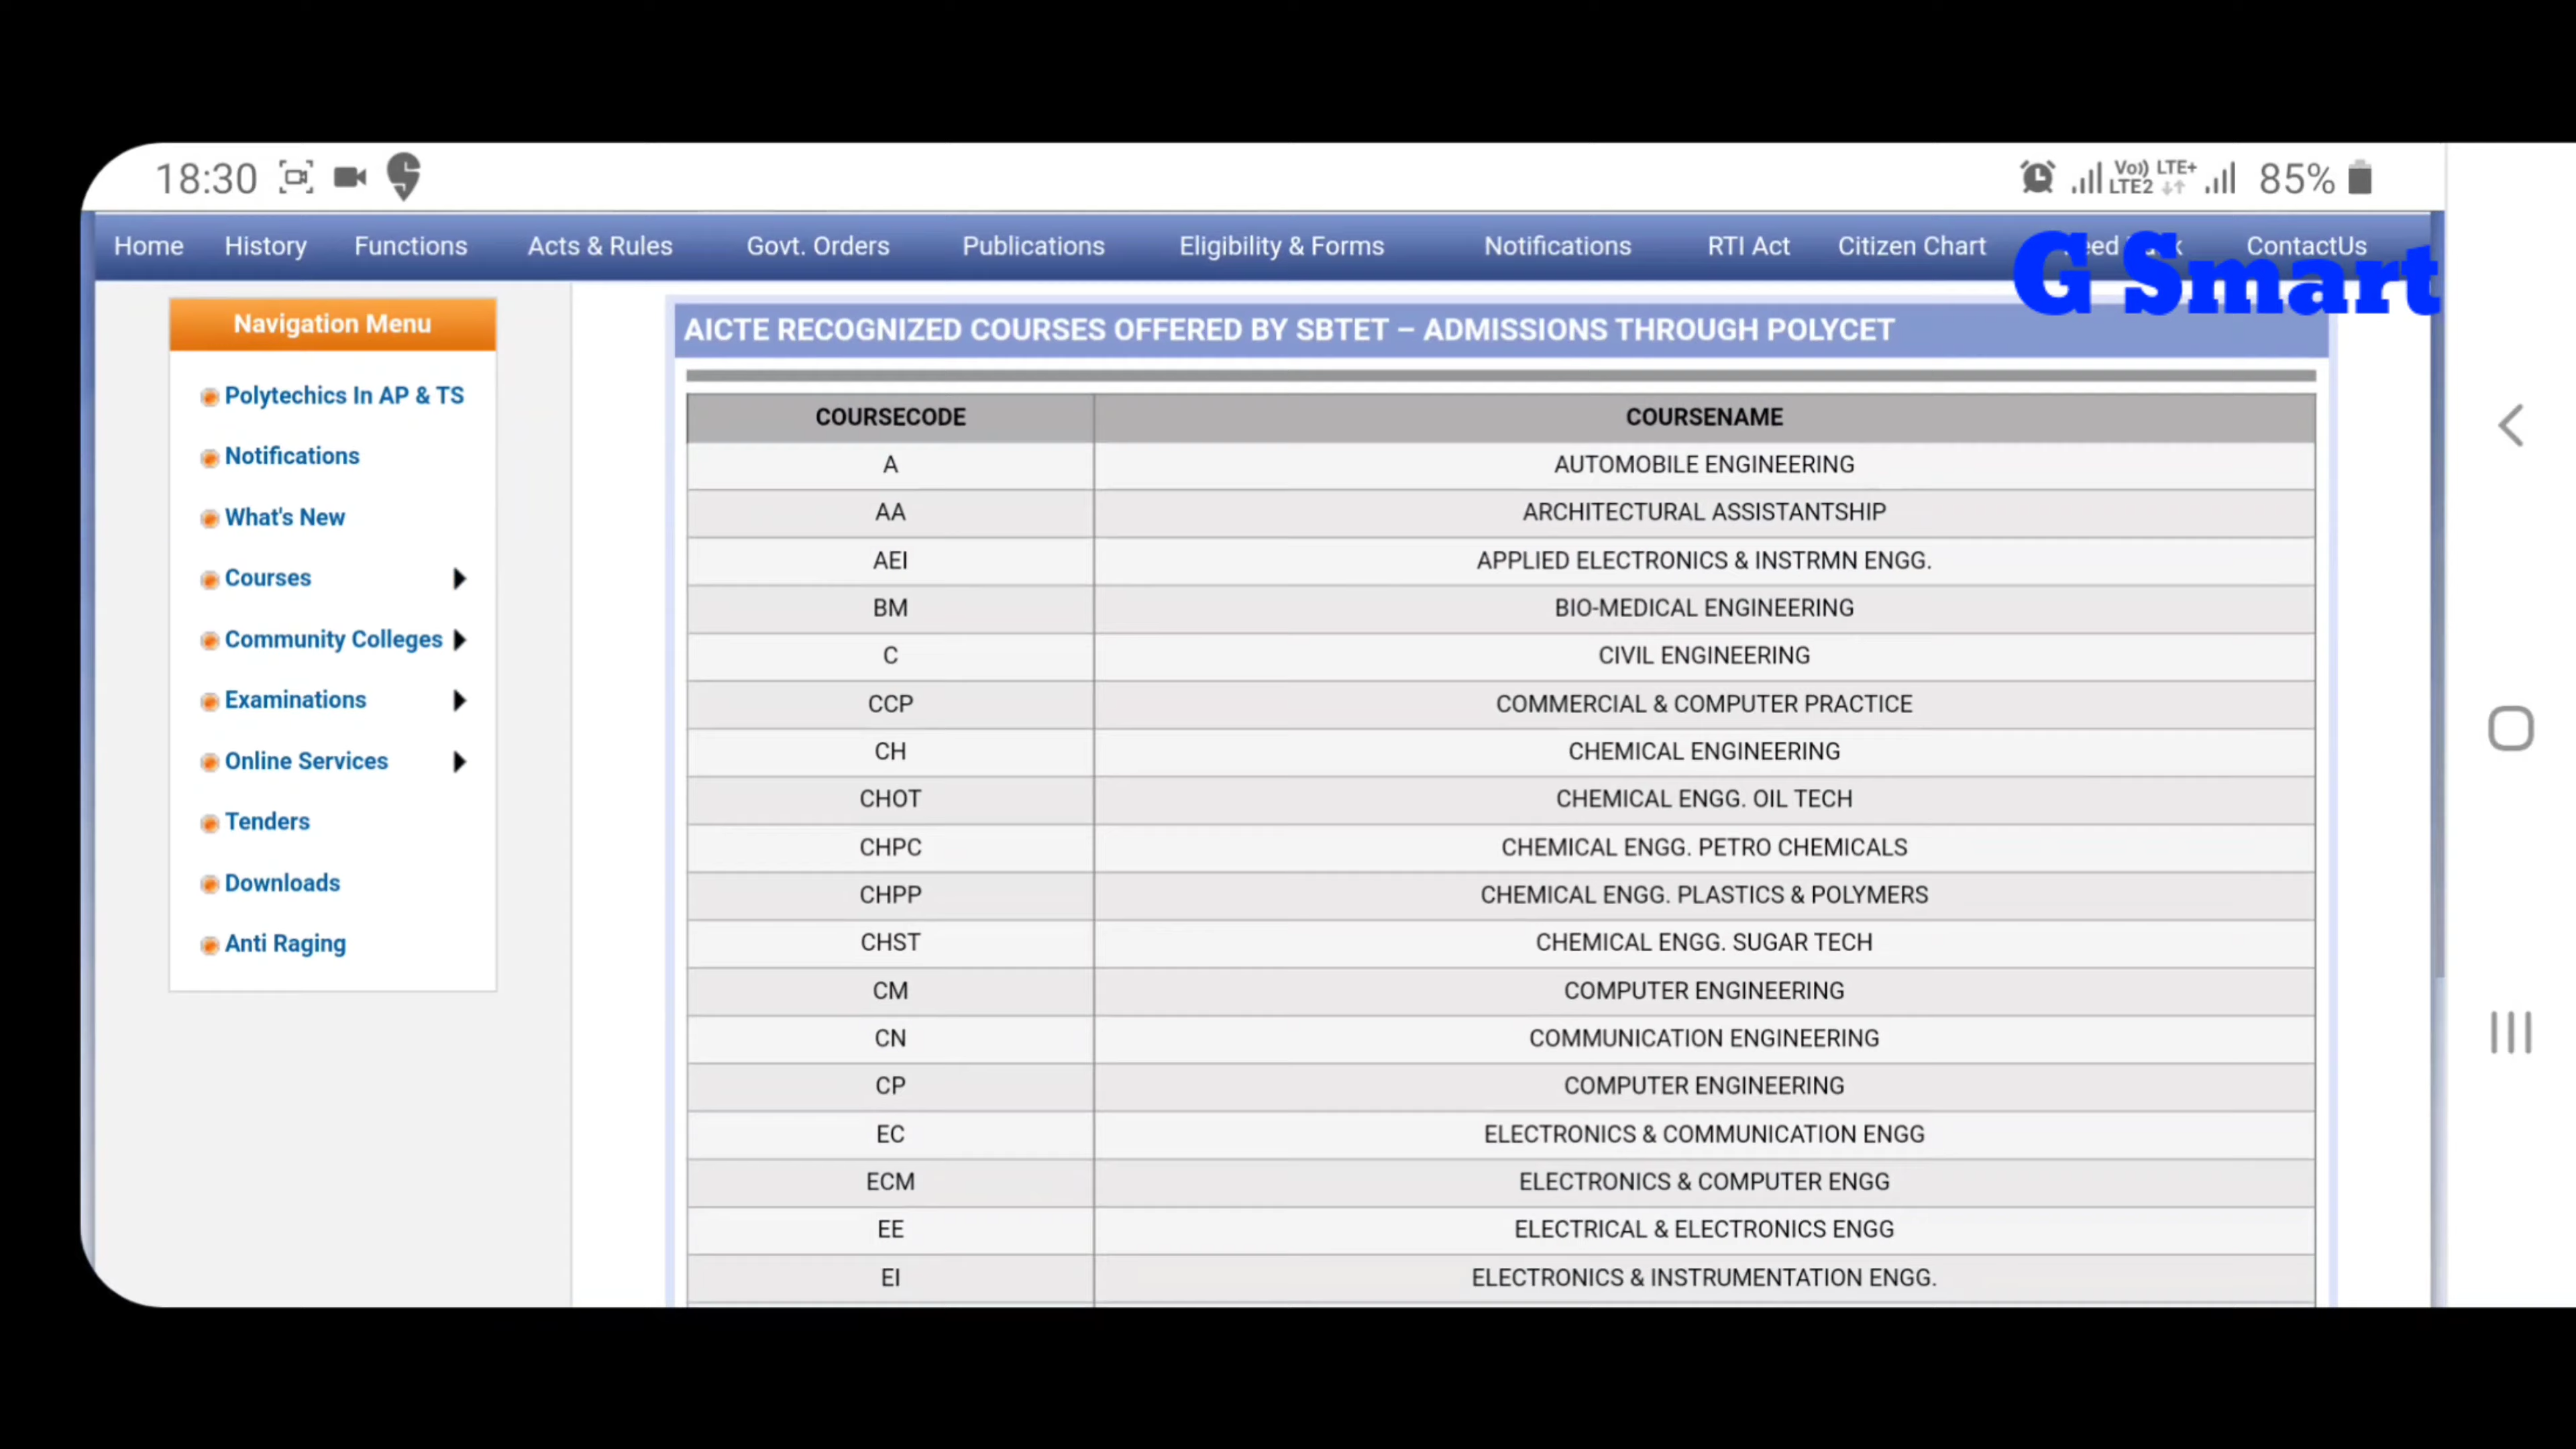 18:30
Vo)) LTE+
LTE2
85%
Home History Functions Acts & Rules Govt. Orders Publications Eligibility & Forms Notifications RTI Act Citizen Chart ContactUs
G Smart
Navigation Menu
Polytechics In AP & TS
Notifications
What's New
Courses
Community Colleges
Examinations
Online Services
Tenders
Downloads
Anti Raging
AICTE RECOGNIZED COURSES OFFERED BY SBTET – ADMISSIONS THROUGH POLYCET
COURSECODE COURSENAME
A AUTOMOBILE ENGINEERING
AA ARCHITECTURAL ASSISTANTSHIP
AEI APPLIED ELECTRONICS & INSTRMN ENGG.
BM BIO-MEDICAL ENGINEERING
C CIVIL ENGINEERING
CCP COMMERCIAL & COMPUTER PRACTICE
CH CHEMICAL ENGINEERING
CHOT CHEMICAL ENGG. OIL TECH
CHPC CHEMICAL ENGG. PETRO CHEMICALS
CHPP CHEMICAL ENGG. PLASTICS & POLYMERS
CHST CHEMICAL ENGG. SUGAR TECH
CM COMPUTER ENGINEERING
CN COMMUNICATION ENGINEERING
CP COMPUTER ENGINEERING
EC ELECTRONICS & COMMUNICATION ENGG
ECM ELECTRONICS & COMPUTER ENGG
EE ELECTRICAL & ELECTRONICS ENGG
EI ELECTRONICS & INSTRUMENTATION ENGG.